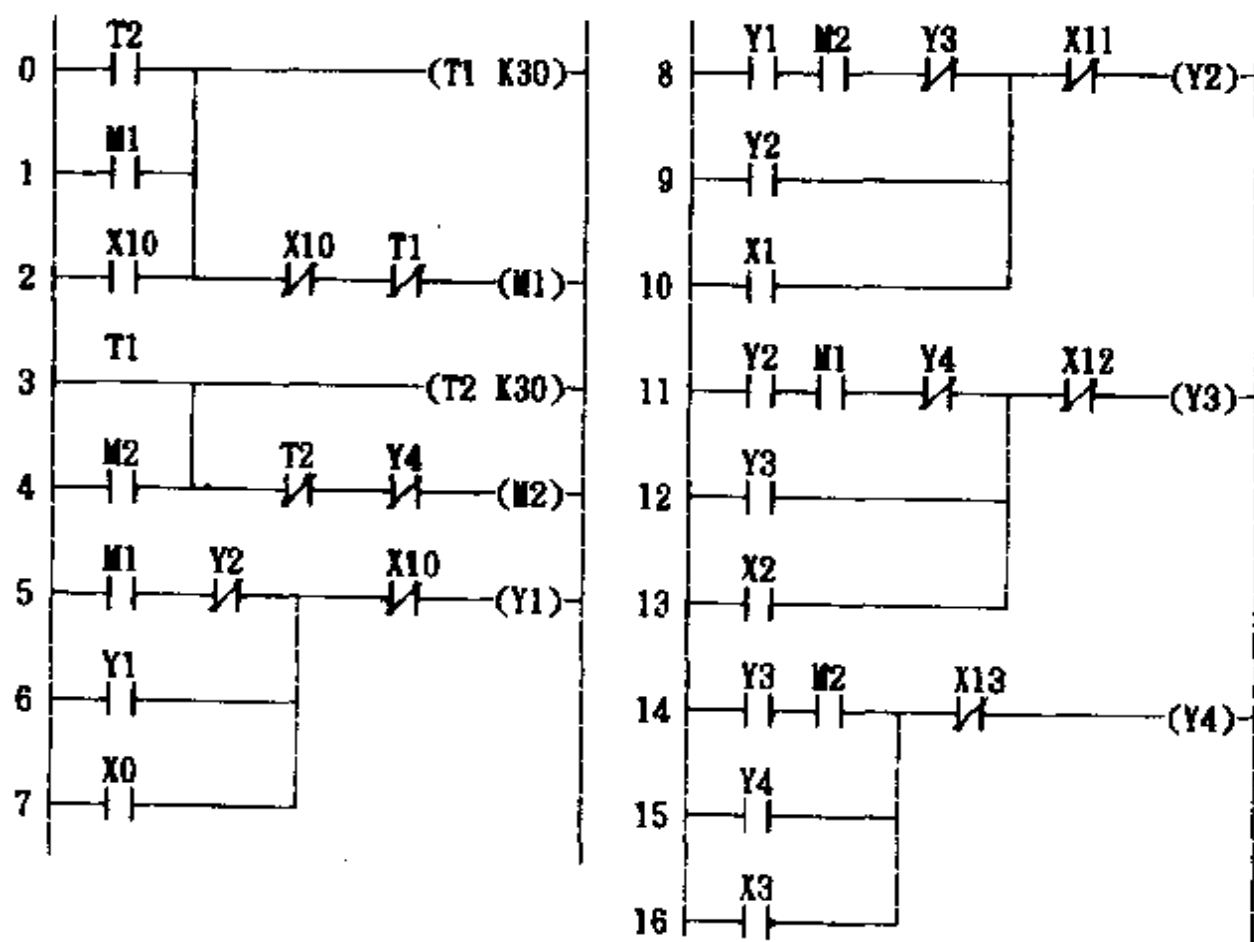 T2
0 (T1 K30)
M1
1
X10 X10 T1
2 (M1)
T1
3 (T2 K30)
M2 T2 Y4
4 (M2)
M1 Y2 X10
5 (Y1)
Y1
6
X0
7
Y1 M2 Y3 X11
8 (Y2)
Y2
9
X1
10
Y2 M1 Y4 X12
11 (Y3)
Y3
12
X2
13
Y3 M2 X13
14 (Y4)
Y4
15
X3
16